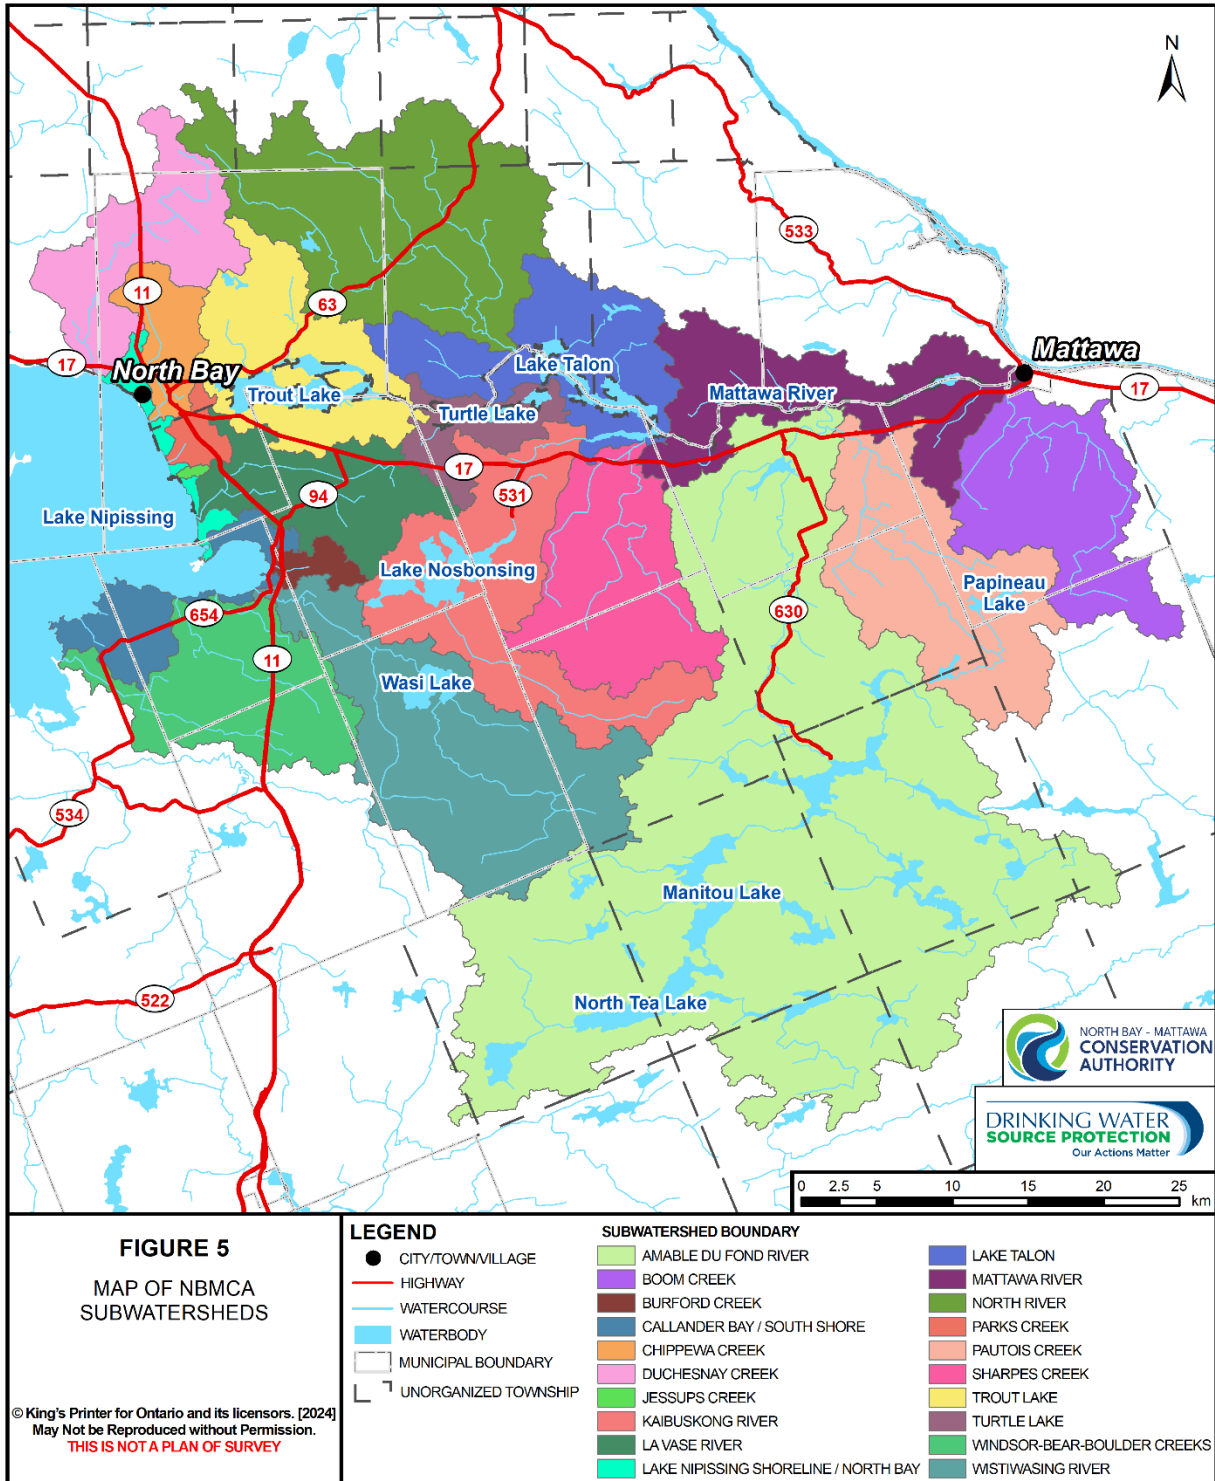 N
533
11
63
17
North Bay
Mattawa
17
Lake Talon
Trout Lake
Mattawa River
Turtle Lake
17
94
531
Lake Nipissing
Lake Nosbonsing
Papineau
Lake
654
630
11
Wasi Lake
534
Manitou Lake
522
North Tea Lake
NORTH BAY - MATTAWA
CONSERVATION
AUTHORITY
DRINKING WATER
SOURCE PROTECTION
Our Actions Matter
0 2.5 5 10 15 20 25
km
FIGURE 5
MAP OF NBMCA
SUBWATERSHEDS
© King's Printer for Ontario and its licensors. [2024]
May Not be Reproduced without Permission.
THIS IS NOT A PLAN OF SURVEY
LEGEND
CITY/TOWN/VILLAGE
HIGHWAY
WATERCOURSE
WATERBODY
MUNICIPAL BOUNDARY
UNORGANIZED TOWNSHIP
SUBWATERSHED BOUNDARY
AMABLE DU FOND RIVER
BOOM CREEK
BURFORD CREEK
CALLANDER BAY / SOUTH SHORE
CHIPPEWA CREEK
DUCHESNAY CREEK
JESSUPS CREEK
KAIBUSKONG RIVER
LA VASE RIVER
LAKE NIPISSING SHORELINE / NORTH BAY
LAKE TALON
MATTAWA RIVER
NORTH RIVER
PARKS CREEK
PAUTOIS CREEK
SHARPES CREEK
TROUT LAKE
TURTLE LAKE
WINDSOR-BEAR-BOULDER CREEKS
WISTIWASING RIVER